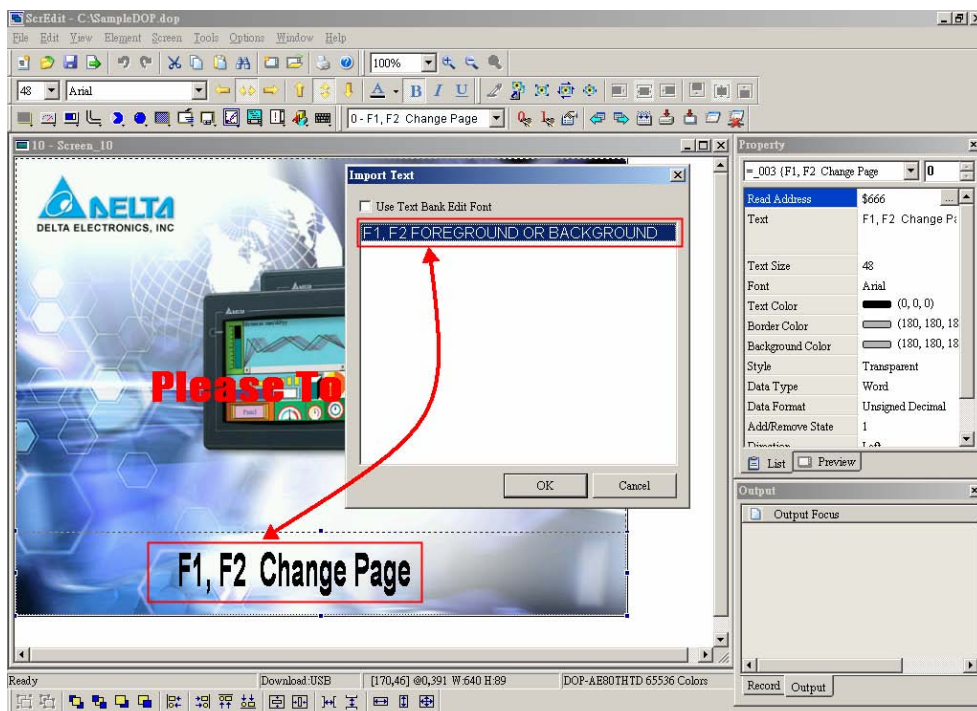 ScrEdit - C:\SampleDOP.dop
File Edit View Element Screen Tools Options Window Help
100%
48 Arial B I U
0 - F1, F2 Change Page
10 - Screen_10
DELTA
DELTA ELECTRONICS, INC
Please To
F1, F2 Change Page
Import Text
Use Text Bank Edit Font
F1, F2 FOREGROUND OR BACKGROUND
OK Cancel
Property
=_003 {F1, F2 Change Page 0
Read Address $666 ...
Text F1, F2 Change Pa
Text Size 48
Font Arial
Text Color (0, 0, 0)
Border Color (180, 180, 18
Background Color (180, 180, 18
Style Transparent
Data Type Word
Data Format Unsigned Decimal
Add/Remove State 1
Direction Left
List Preview
Output
Output Focus
Record Output
Ready Download:USB [170,46] @0,391 W:640 H:89 DOP-AE80THTD 65536 Colors